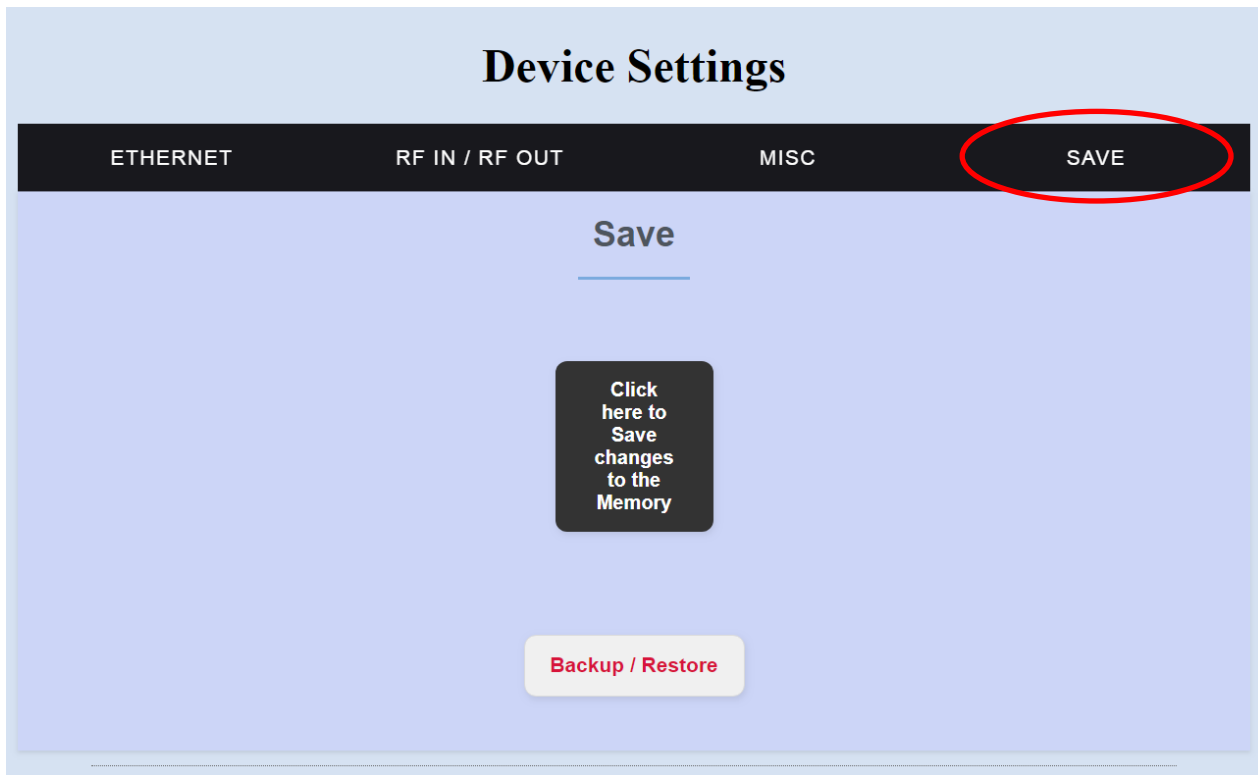 Device Settings
ETHERNET RF IN / RF OUT MISC SAVE
Save
Click
here to
Save
changes
to the
Memory
Backup / Restore